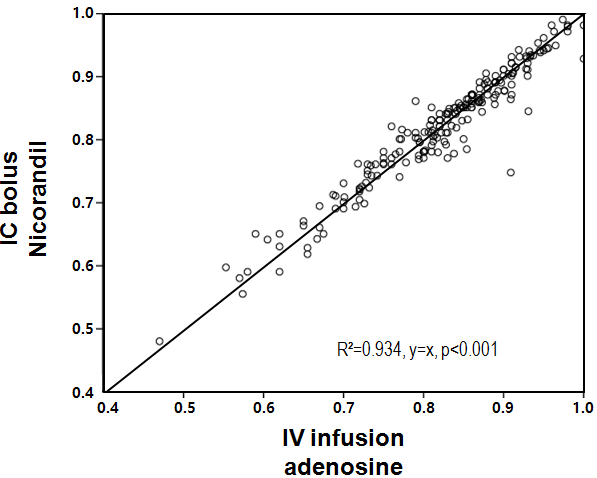 1.0
0.9
0.8
0.7
0.6
0.5
0.4
IC bolus
Nicorandil
R²=0.934, y=x, p<0.001
0.4 0.5 0.6 0.7 0.8 0.9 1.0
IV infusion
adenosine